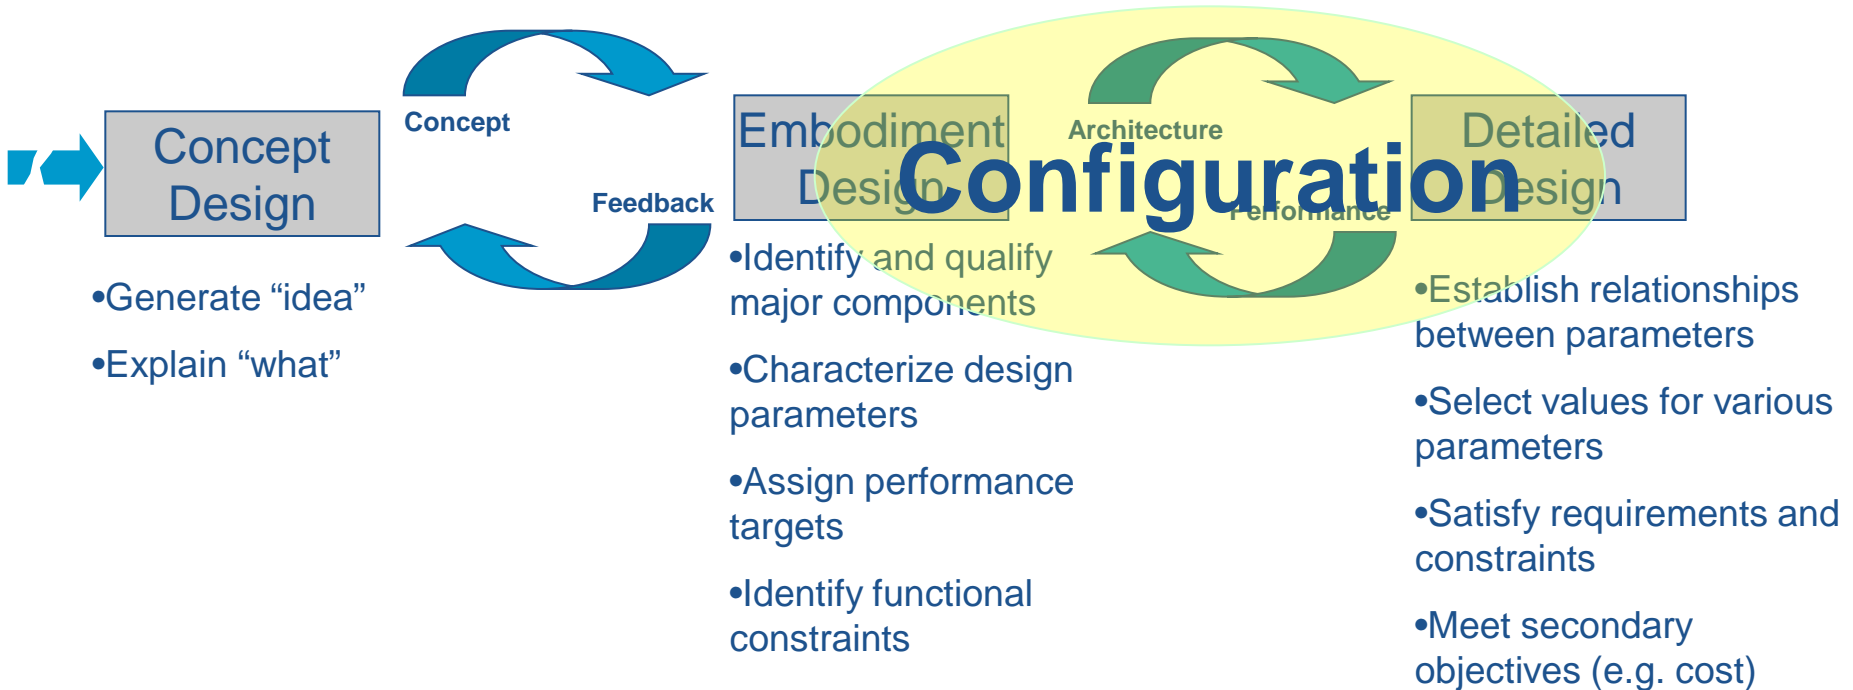 Concept
Design
•Generate “idea”
•Explain “what”
Concept
Feedback
Embodiment
Design
•Identify and qualify
major components
•Characterize design
parameters
•Assign performance
targets
•Identify functional
constraints
Architecture
Configuration
Performance
Detailed
Design
•Establish relationships
between parameters
•Select values for various
parameters
•Satisfy requirements and
constraints
•Meet secondary
objectives (e.g. cost)